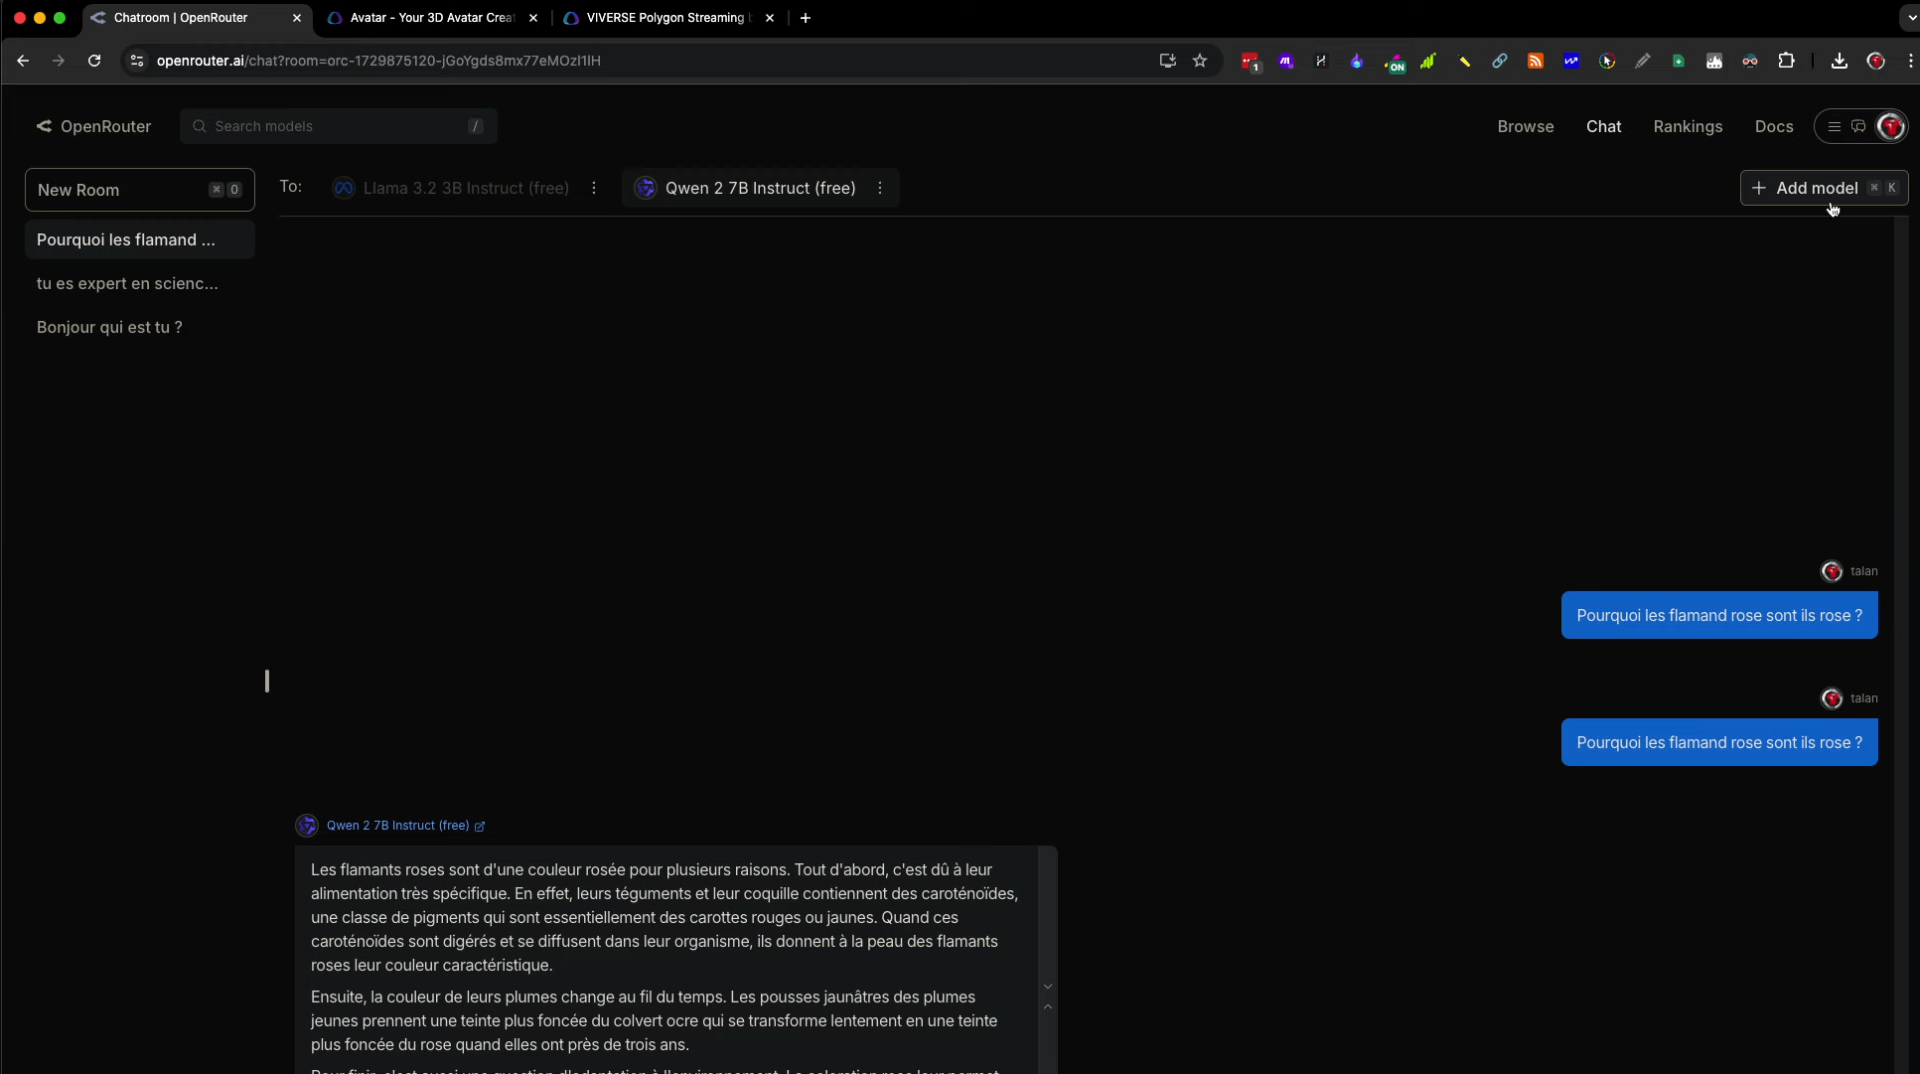 Chatroom | OpenRouter
Avatar - Your 3D Avatar Creat
VIVERSE Polygon Streaming
openrouter.ai/chat?room=orc-1729875120-jGoYgds8mx77eMOzI1IH
1
ON
OpenRouter
Search models
/
Browse
Chat
Rankings
Docs
New Room
⌘ 0
To:
Llama 3.2 3B Instruct (free)
Qwen 2 7B Instruct (free)
Add model
⌘ K
Pourquoi les flamand ...
tu es expert en scienc...
Bonjour qui est tu ?
talan
Pourquoi les flamand rose sont ils rose ?
talan
Pourquoi les flamand rose sont ils rose ?
Qwen 2 7B Instruct (free)
Les flamants roses sont d'une couleur rosée pour plusieurs raisons. Tout d'abord, c'est dû à leur
alimentation très spécifique. En effet, leurs téguments et leur coquille contiennent des caroténoïdes,
une classe de pigments qui sont essentiellement des carottes rouges ou jaunes. Quand ces
caroténoïdes sont digérés et se diffusent dans leur organisme, ils donnent à la peau des flamants
roses leur couleur caractéristique.
Ensuite, la couleur de leurs plumes change au fil du temps. Les pousses jaunâtres des plumes
jeunes prennent une teinte plus foncée du colvert ocre qui se transforme lentement en une teinte
plus foncée du rose quand elles ont près de trois ans.